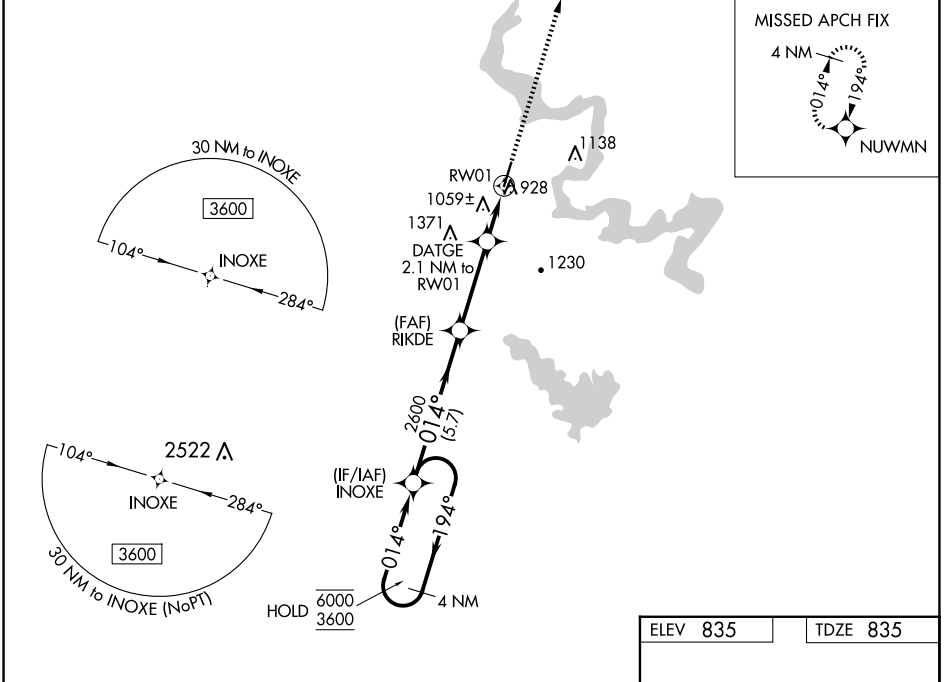 MISSED APCH FIX
4 NM
014°
194°
NUWMN
1138
RW01
928
1059±
1371
DATGE
2.1 NM to
RW01
1230
30 NM to INOXE
3600
104°
INOXE
284°
(FAF)
RIKDE
2600
014°
(5.7)
104°
2522
INOXE
284°
3600
30 NM to INOXE (NoPT)
(IF/IAF)
INOXE
014°
194°
HOLD
6000
3600
4 NM
ELEV 835
TDZE 835